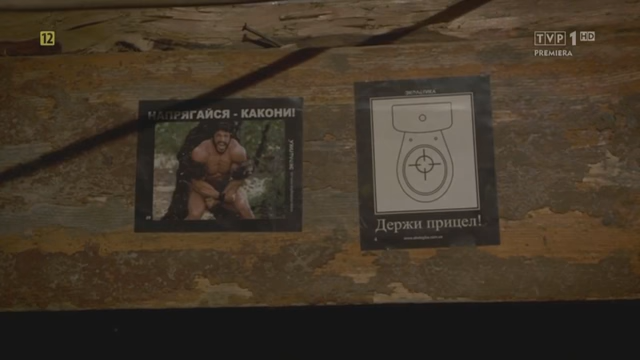 12
TVP1 HD
PREMIERA
НАПРЯГАЙСЯ - КАКОНИ!
Держи прицел!